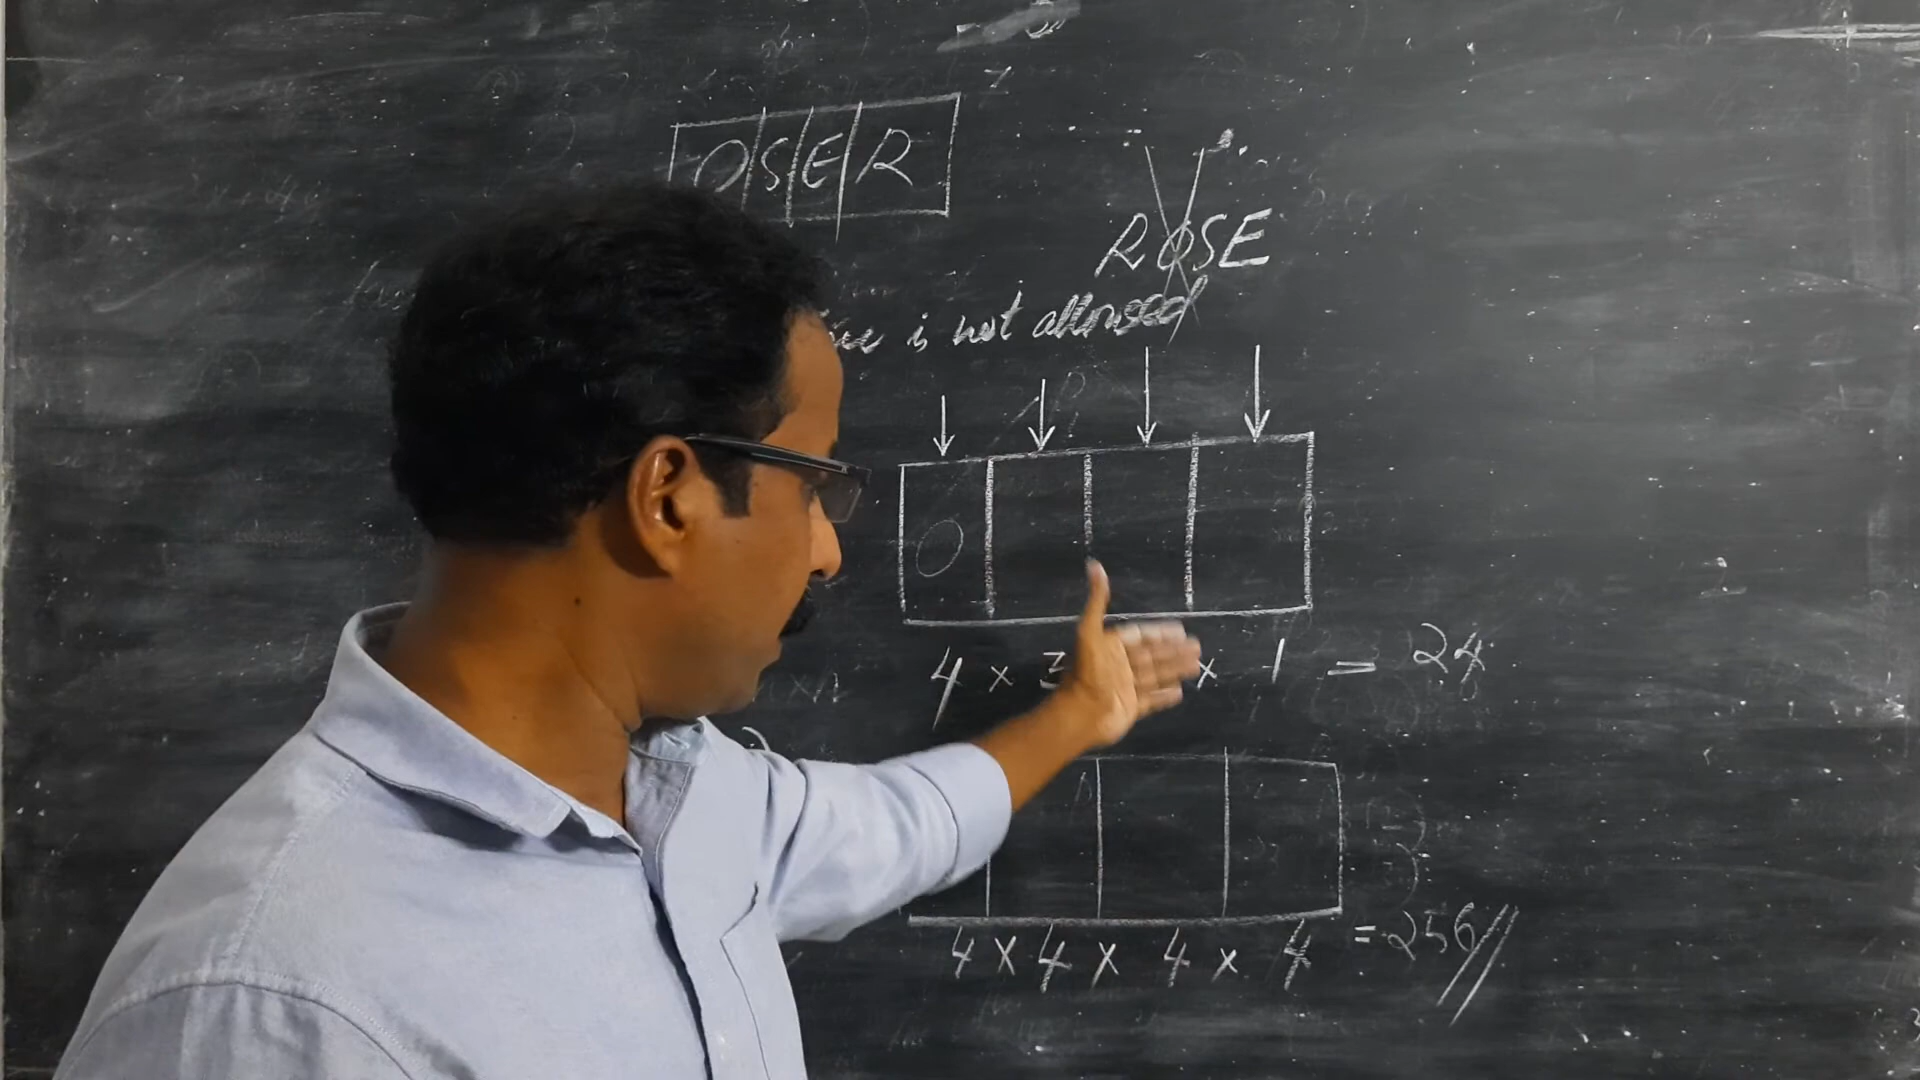 O S E R
ROSE
is not allowed
O
4 × 3 × 1 = 24
4 × 4 × 4 × 4 = 256